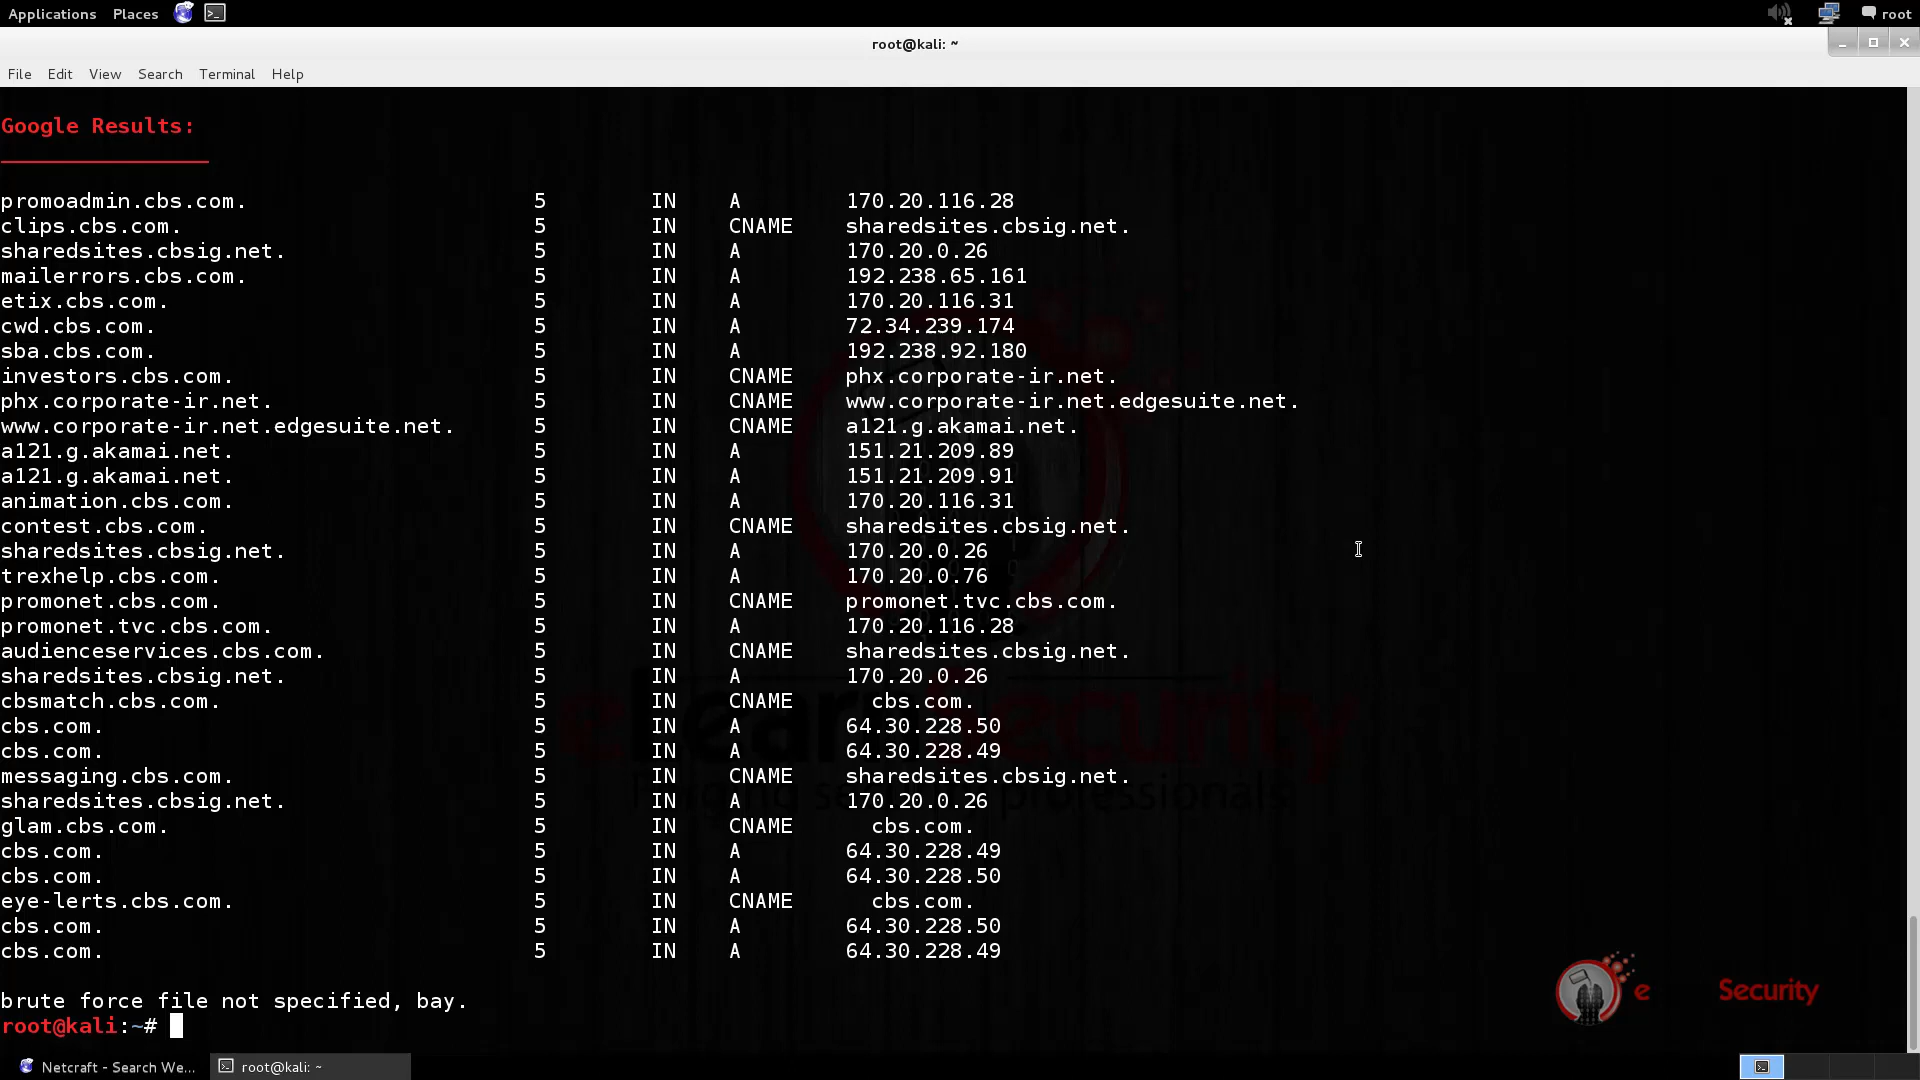 Applications Places root
root@kali: ~
File Edit View Search Terminal Help
Google Results:
promoadmin.cbs.com. 5 IN A 170.20.116.28
clips.cbs.com. 5 IN CNAME sharedsites.cbsig.net.
sharedsites.cbsig.net. 5 IN A 170.20.0.26
mailerrors.cbs.com. 5 IN A 192.238.65.161
etix.cbs.com. 5 IN A 170.20.116.31
cwd.cbs.com. 5 IN A 72.34.239.174
sba.cbs.com. 5 IN A 192.238.92.180
investors.cbs.com. 5 IN CNAME phx.corporate-ir.net.
phx.corporate-ir.net. 5 IN CNAME www.corporate-ir.net.edgesuite.net.
www.corporate-ir.net.edgesuite.net. 5 IN CNAME a121.g.akamai.net.
a121.g.akamai.net. 5 IN A 151.21.209.89
a121.g.akamai.net. 5 IN A 151.21.209.91
animation.cbs.com. 5 IN A 170.20.116.31
contest.cbs.com. 5 IN CNAME sharedsites.cbsig.net.
sharedsites.cbsig.net. 5 IN A 170.20.0.26
trexhelp.cbs.com. 5 IN A 170.20.0.76
promonet.cbs.com. 5 IN CNAME promonet.tvc.cbs.com.
promonet.tvc.cbs.com. 5 IN A 170.20.116.28
audienceservices.cbs.com. 5 IN CNAME sharedsites.cbsig.net.
sharedsites.cbsig.net. 5 IN A 170.20.0.26
cbsmatch.cbs.com. 5 IN CNAME cbs.com.
cbs.com. 5 IN A 64.30.228.50
cbs.com. 5 IN A 64.30.228.49
messaging.cbs.com. 5 IN CNAME sharedsites.cbsig.net.
sharedsites.cbsig.net. 5 IN A 170.20.0.26
glam.cbs.com. 5 IN CNAME cbs.com.
cbs.com. 5 IN A 64.30.228.49
cbs.com. 5 IN A 64.30.228.50
eye-lerts.cbs.com. 5 IN CNAME cbs.com.
cbs.com. 5 IN A 64.30.228.50
cbs.com. 5 IN A 64.30.228.49
brute force file not specified, bay.
root@kali:~#
e Security
Netcraft - Search We... root@kali: ~